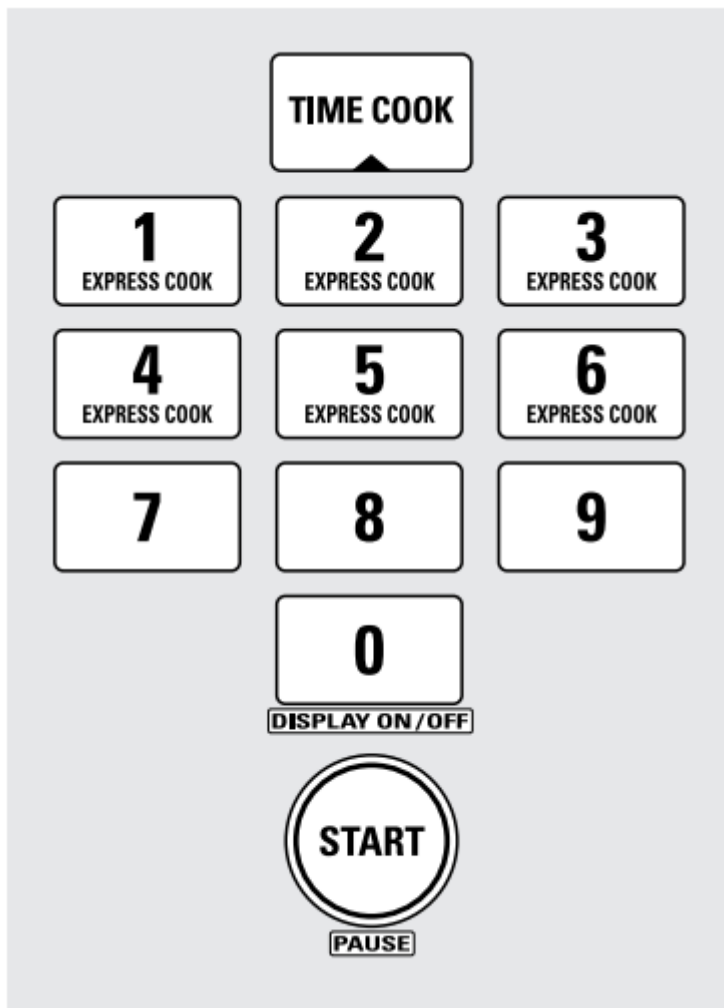 TIME COOK
1 2 3
EXPRESS COOK EXPRESS COOK EXPRESS COOK
4 5 6
EXPRESS COOK EXPRESS COOK EXPRESS COOK
7 8 9
0
DISPLAY ON/OFF
START
PAUSE